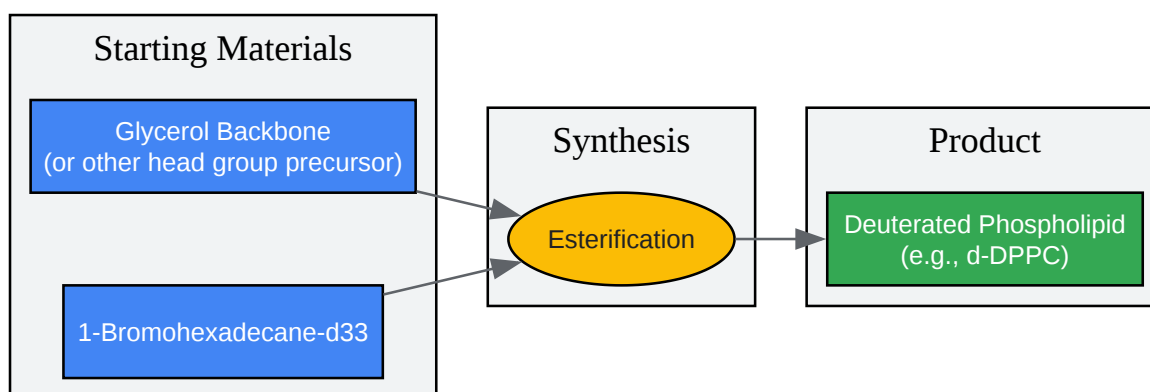 Starting Materials
Glycerol Backbone
(or other head group precursor)
1-Bromohexadecane-d33
Synthesis
Esterification
Product
Deuterated Phospholipid
(e.g., d-DPPC)